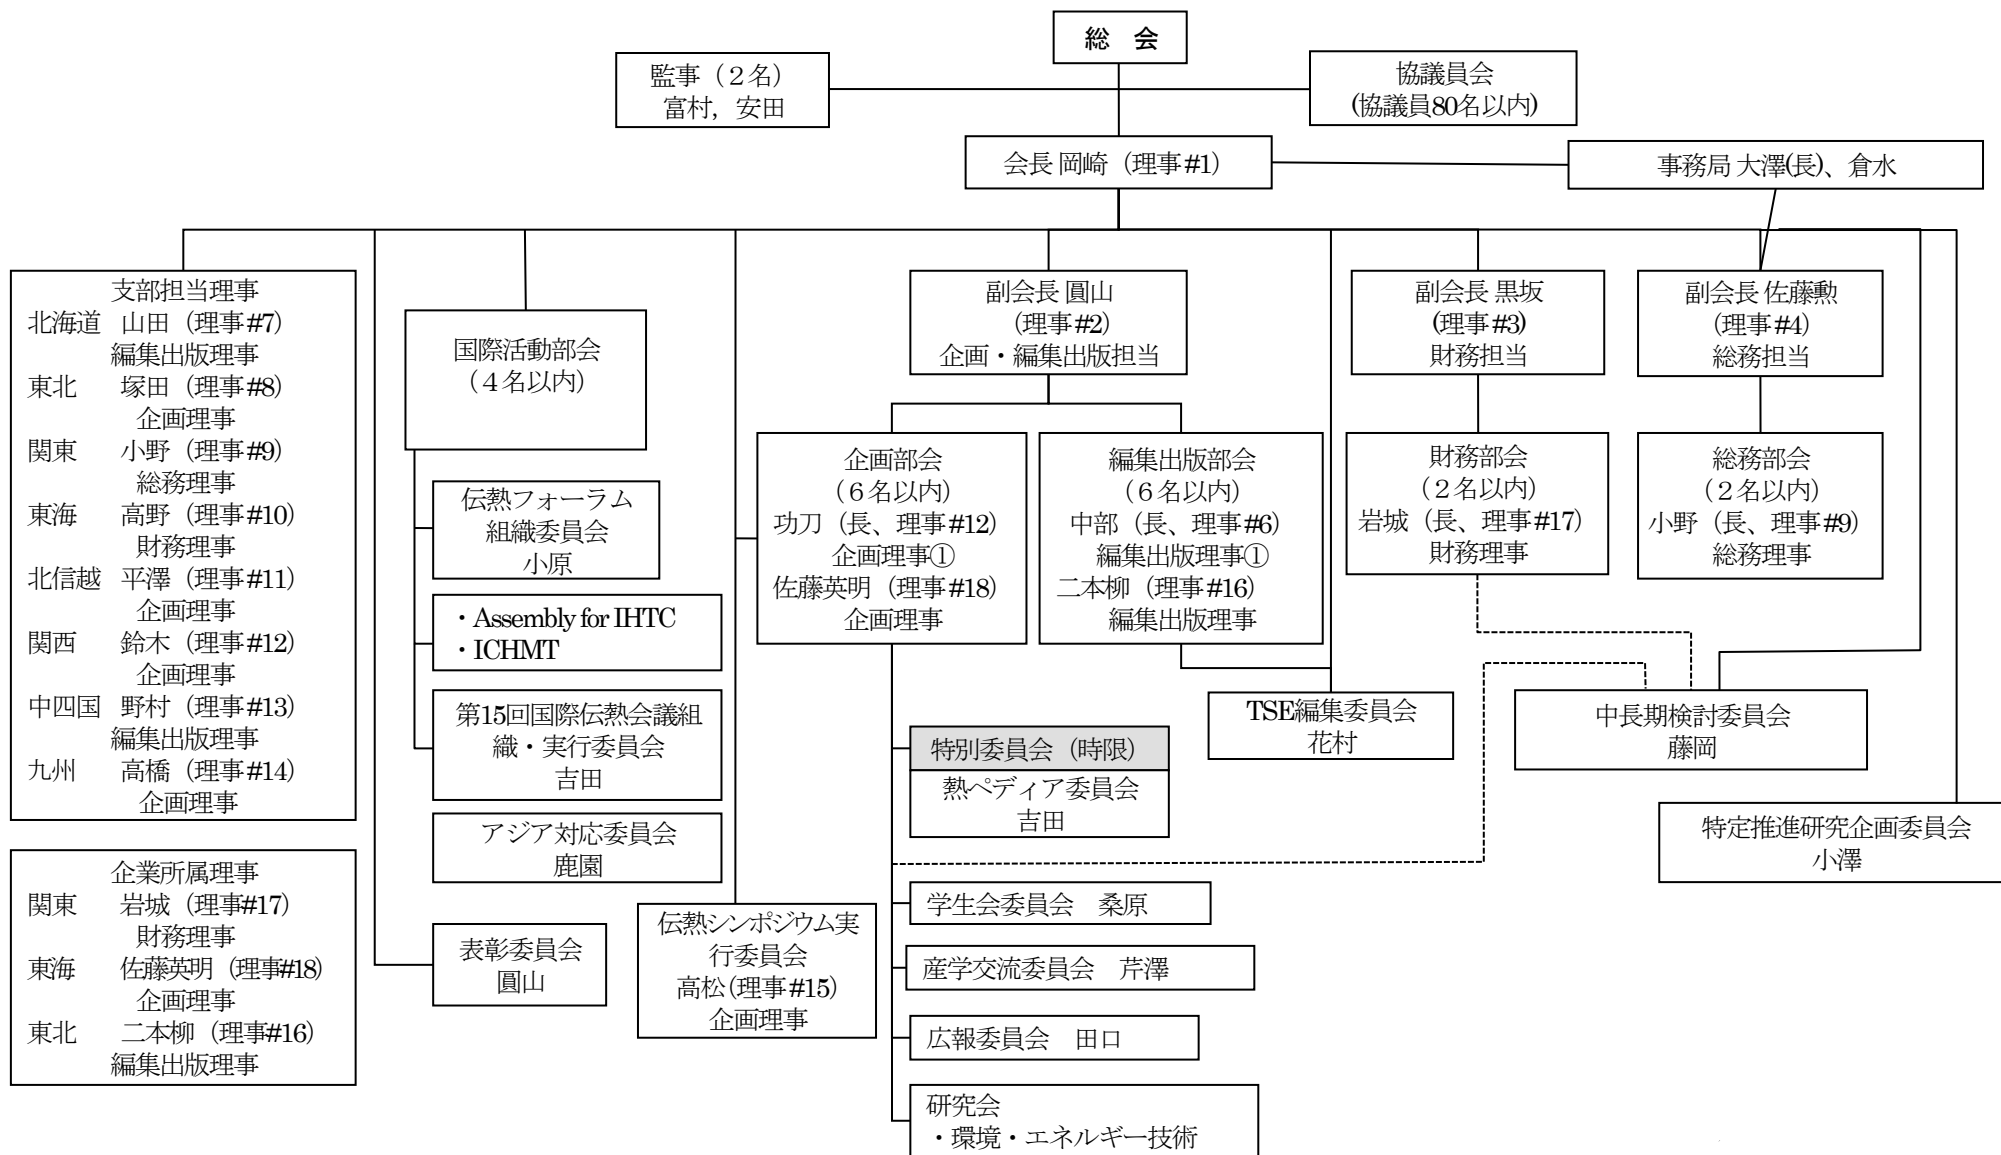 総　会
監事（２名）
富村，安田
協議員会
(協議員80名以内)
会長 岡崎（理事#1）
事務局 大澤(長)、倉水
支部担当理事
北海道　山田（理事#7）
編集出版理事
東北　塚田（理事#8）
企画理事
関東　小野（理事#9）
総務理事
東海　高野（理事#10）
財務理事
北信越　平澤（理事#11）
企画理事
関西　鈴木（理事#12）
企画理事
中四国　野村（理事#13）
編集出版理事
九州　高橋（理事#14）
企画理事
企業所属理事
関東　岩城（理事#17）
財務理事
東海　佐藤英明（理事#18）
企画理事
東北　二本柳（理事#16）
編集出版理事
国際活動部会
（４名以内）
伝熱フォーラム
組織委員会
小原
・Assembly for IHTC
・ICHMT
第15回国際伝熱会議組
織・実行委員会
吉田
アジア対応委員会
鹿園
表彰委員会
圓山
伝熱シンポジウム実
行委員会
高松(理事#15)
企画理事
副会長 圓山
(理事#2)
企画・編集出版担当
企画部会
（６名以内）
功刀（長、理事#12）
企画理事①
佐藤英明（理事#18）
企画理事
編集出版部会
（６名以内）
中部（長、理事#6）
編集出版理事①
二本柳（理事#16）
編集出版理事
特別委員会（時限）
熱ペディア委員会
吉田
学生会委員会　桑原
産学交流委員会　芹澤
広報委員会　田口
研究会
・環境・エネルギー技術
TSE編集委員会
花村
副会長 黒坂
(理事#3)
財務担当
財務部会
（２名以内）
岩城（長、理事#17）
財務理事
副会長 佐藤勲
(理事#4)
総務担当
総務部会
（２名以内）
小野（長、理事#9）
総務理事
中長期検討委員会
藤岡
特定推進研究企画委員会
小澤